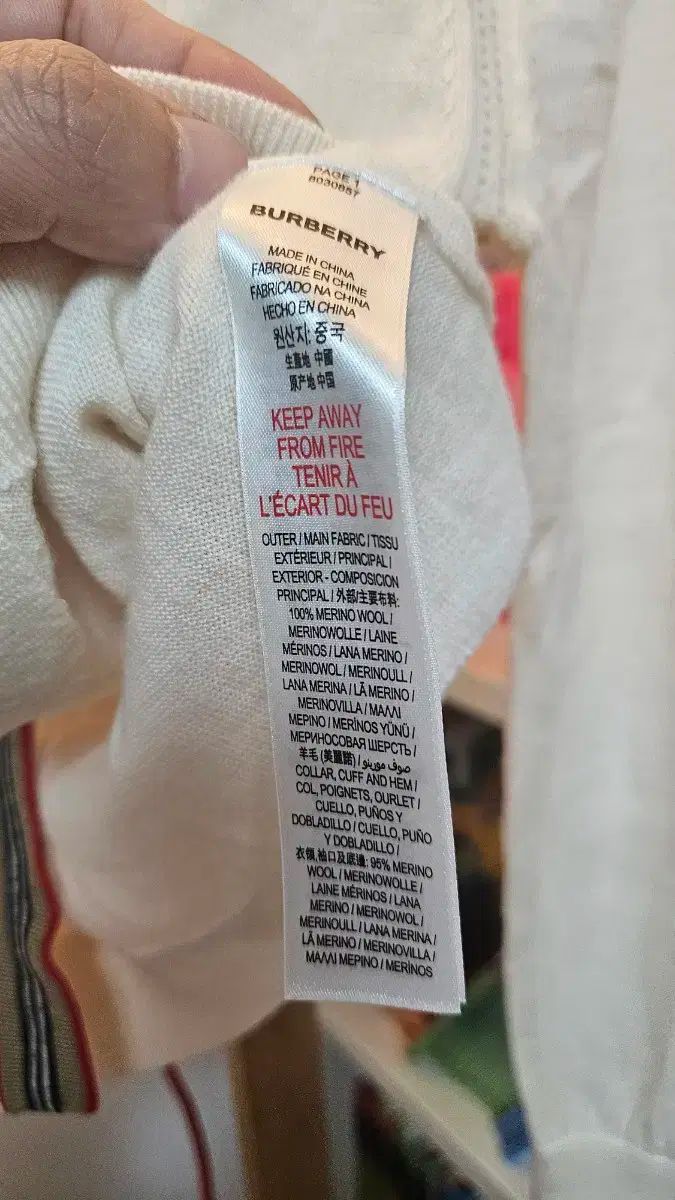 PAGE 1
8030857
BURBERRY
MADE IN CHINA
FABRIQUÉ EN CHINE
FABRICADO NA CHINA
HECHO EN CHINA
원산지: 중국
生產地 中國
原产地 中国
KEEP AWAY
FROM FIRE
TENIR À
L'ÉCART DU FEU
OUTER / MAIN FABRIC / TISSU
EXTÉRIEUR / PRINCIPAL /
EXTERIOR - COMPOSICION
PRINCIPAL / 外部/主要布料:
100% MERINO WOOL /
MERINOWOLLE / LAINE
MÉRINOS / LANA MERINO /
MERINOWOL / MERINOULL /
LANA MERINA / LÃ MERINO /
MERINOVILLA / ΜΑΛΛΙ
ΜΕΡΙΝΟ / MERİNOS YÜNÜ /
МЕРИНОСОВАЯ ШЕРСТЬ /
羊毛 (美麗諾) / صوف مورينو /
COLLAR, CUFF AND HEM /
COL, POIGNETS, OURLET /
CUELLO, PUÑOS Y
DOBLADILLO / CUELLO, PUÑO
Y DOBLADILLO /
衣領,袖口及底邊: 95% MERINO
WOOL / MERINOWOLLE /
LAINE MÉRINOS / LANA
MERINO / MERINOWOL /
MERINOULL / LANA MERINA /
LÃ MERINO / MERINOVILLA /
ΜΑΛΛΙ ΜΕΡΙΝΟ / MERİNOS